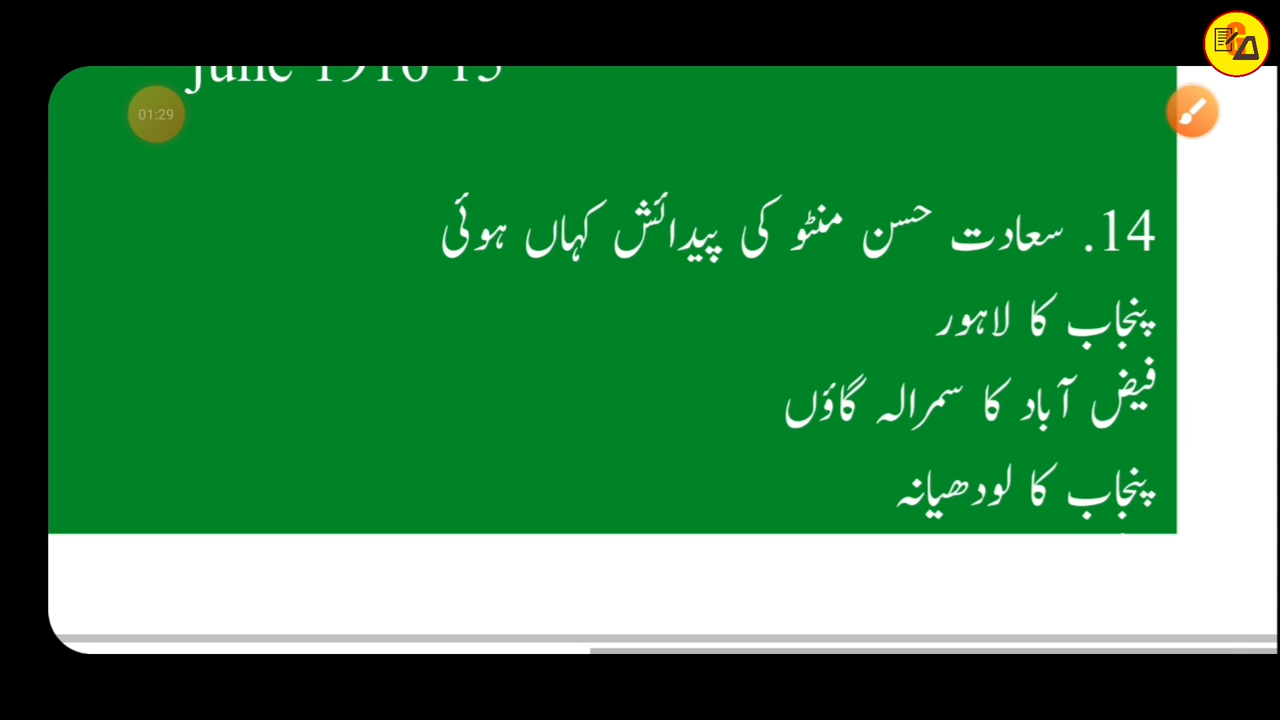 June 1916 15
01:29
14. سعادت حسن منٹو کی پیدائش کہاں ہوئی
پنجاب کا لاہور
فیض آباد کا سمرالہ گاؤں
پنجاب کا لودھیانہ